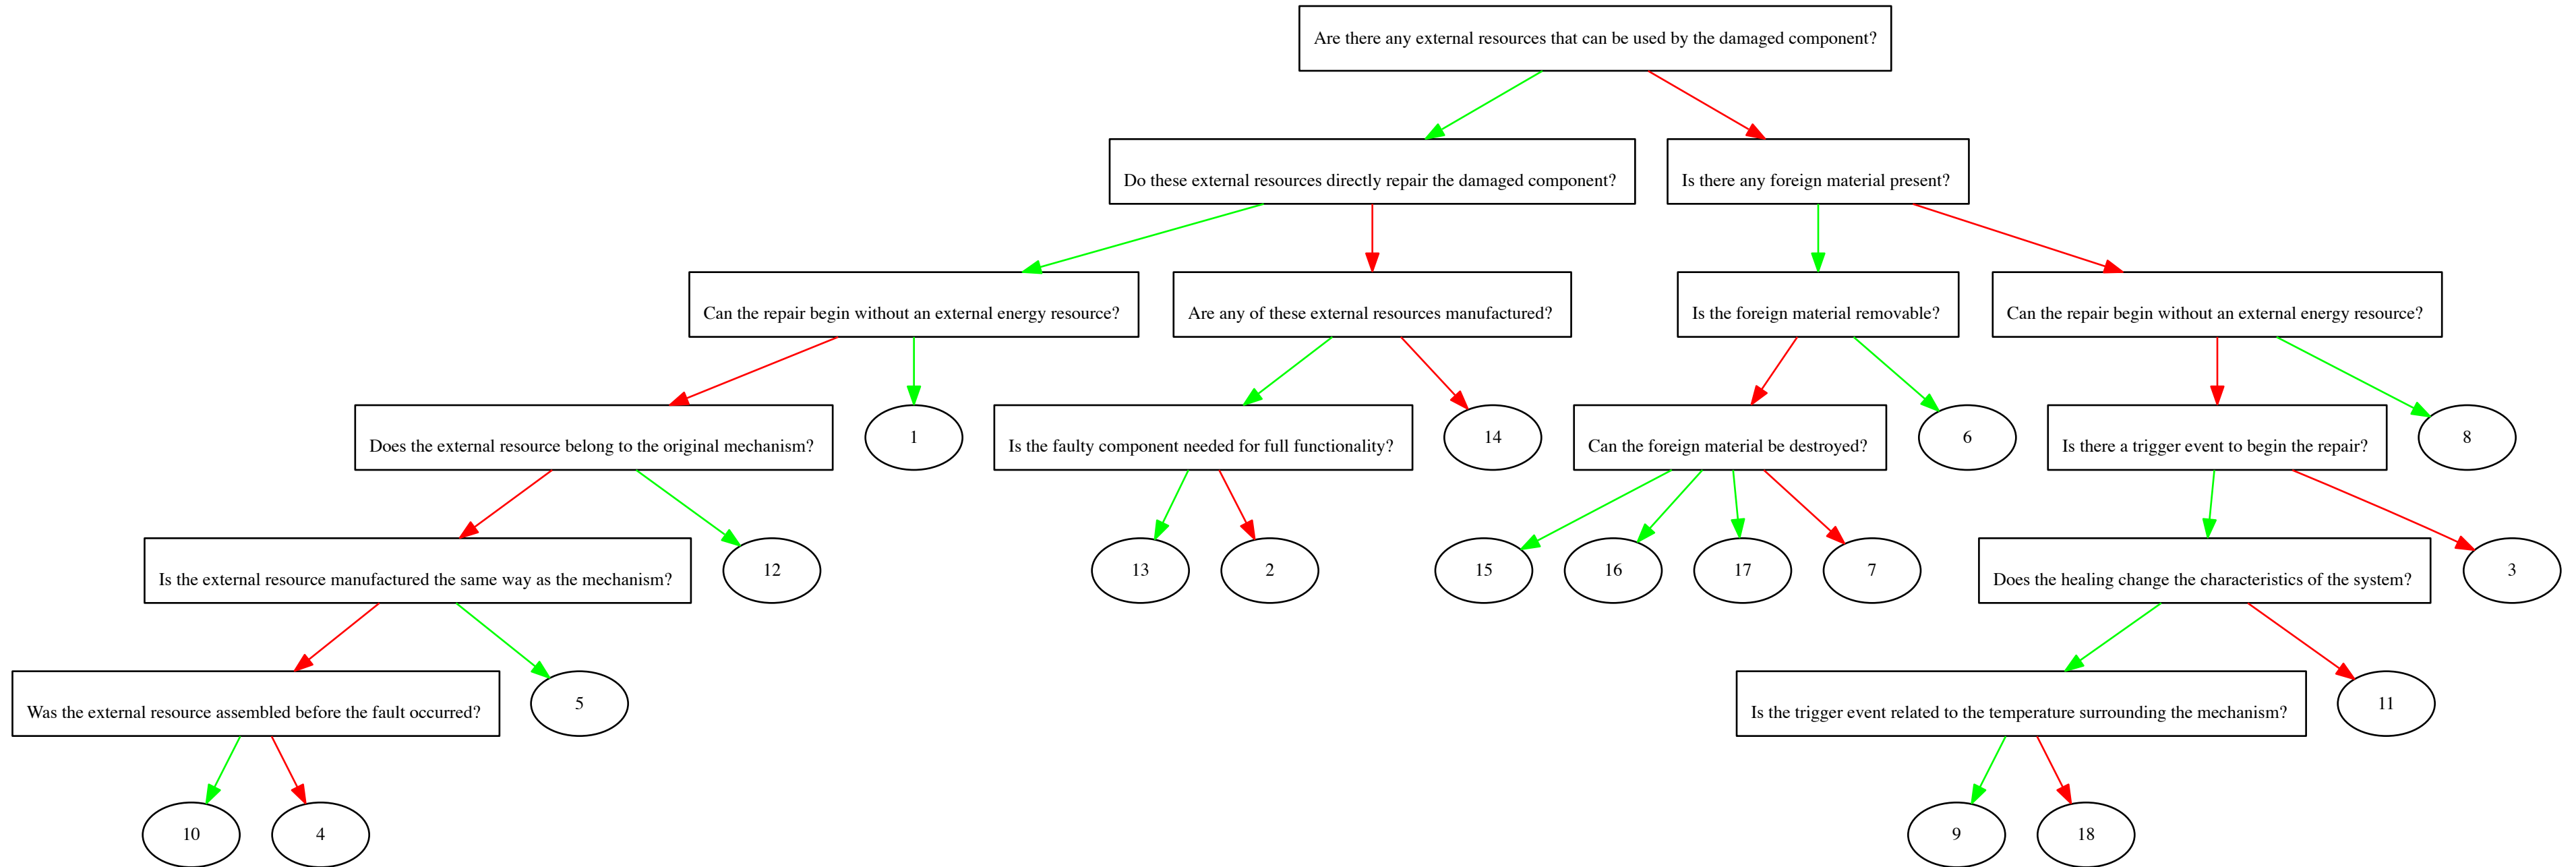 Are there any external resources that can be used by the damaged component?
Do these external resources directly repair the damaged component?
Is there any foreign material present?
Can the repair begin without an external energy resource?
Are any of these external resources manufactured?
Is the foreign material removable?
Can the repair begin without an external energy resource?
Does the external resource belong to the original mechanism?
1
Is the faulty component needed for full functionality?
14
Can the foreign material be destroyed?
6
Is there a trigger event to begin the repair?
8
Is the external resource manufactured the same way as the mechanism?
12
13
2
15
16
17
7
Does the healing change the characteristics of the system?
3
Was the external resource assembled before the fault occurred?
5
Is the trigger event related to the temperature surrounding the mechanism?
11
10
4
9
18